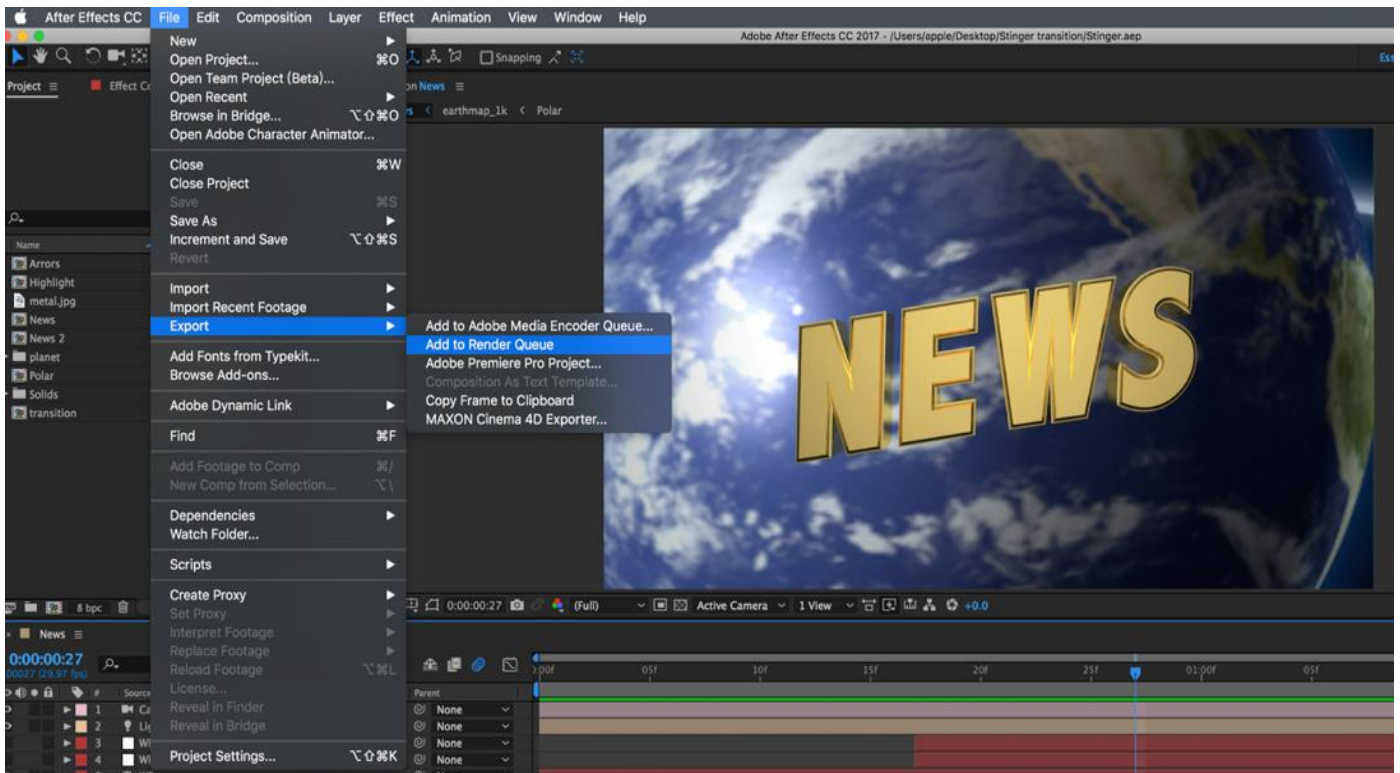 After Effects CC File Edit Composition Layer Effect Animation View Window Help
Adobe After Effects CC 2017 - /Users/apple/Desktop/Stinger transition/Stinger.aep
Snapping
Project
on News
earthmap_1k < Polar
New
Open Project... ⌘O
Open Team Project (Beta)...
Open Recent
Browse in Bridge... ⌥⇧⌘O
Open Adobe Character Animator...
Close ⌘W
Close Project
Save ⌘S
Save As
Increment and Save ⌥⇧⌘S
Revert
Import
Import Recent Footage
Export
Add Fonts from Typekit...
Browse Add-ons...
Adobe Dynamic Link
Find ⌘F
Add Footage to Comp ⌘/
New Comp from Selection... ⌥\
Dependencies
Watch Folder...
Scripts
Create Proxy
Set Proxy
Interpret Footage
Replace Footage
Reload Footage ⌥⌘L
License...
Reveal in Finder
Reveal in Bridge
Project Settings... ⌥⇧⌘K
Add to Adobe Media Encoder Queue...
Add to Render Queue
Adobe Premiere Pro Project...
Composition As Text Template...
Copy Frame to Clipboard
MAXON Cinema 4D Exporter...
Name
Arrors
Highlight
metal.jpg
News
News 2
planet
Polar
Solids
transition
NEWS
8 bpc
0:00:00:27 (Full) Active Camera 1 View +0.0
News
0:00:00:27
00027 (29.97 fps)
05f 10f 15f 20f 25f 01:00f 05f
# Source Parent
1 None
2 None
3 None
4 None